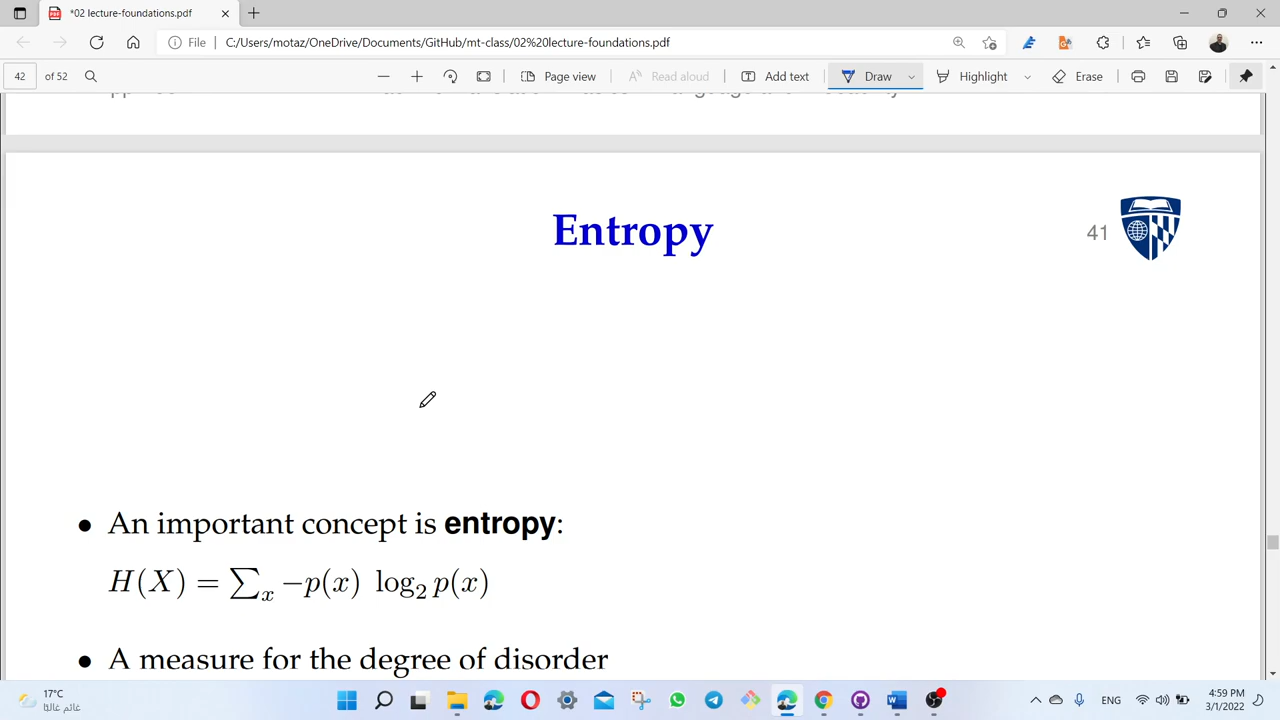 *02 lecture-foundations.pdf
File
C:/Users/motaz/OneDrive/Documents/GitHub/mt-class/02%20lecture-foundations.pdf
42 of 52
Page view
Read aloud
Add text
Draw
Highlight
Erase
Entropy
41
• An important concept is entropy:
H(X) = ∑x −p(x) log2 p(x)
• A measure for the degree of disorder
17°C
غائم غالبًا
ENG
4:59 PM
3/1/2022